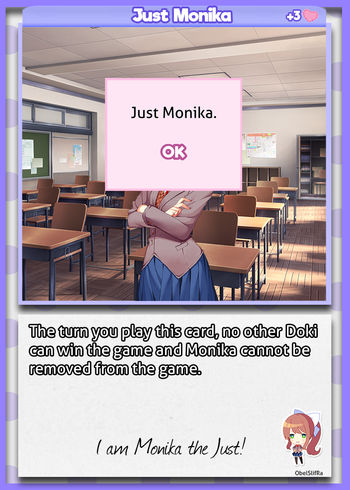 Just Monika
+3
Just Monika.
OK
The turn you play this card, no other Doki
can win the game and Monika cannot be
removed from the game.
I am Monika the Just!
ObelSlifRa